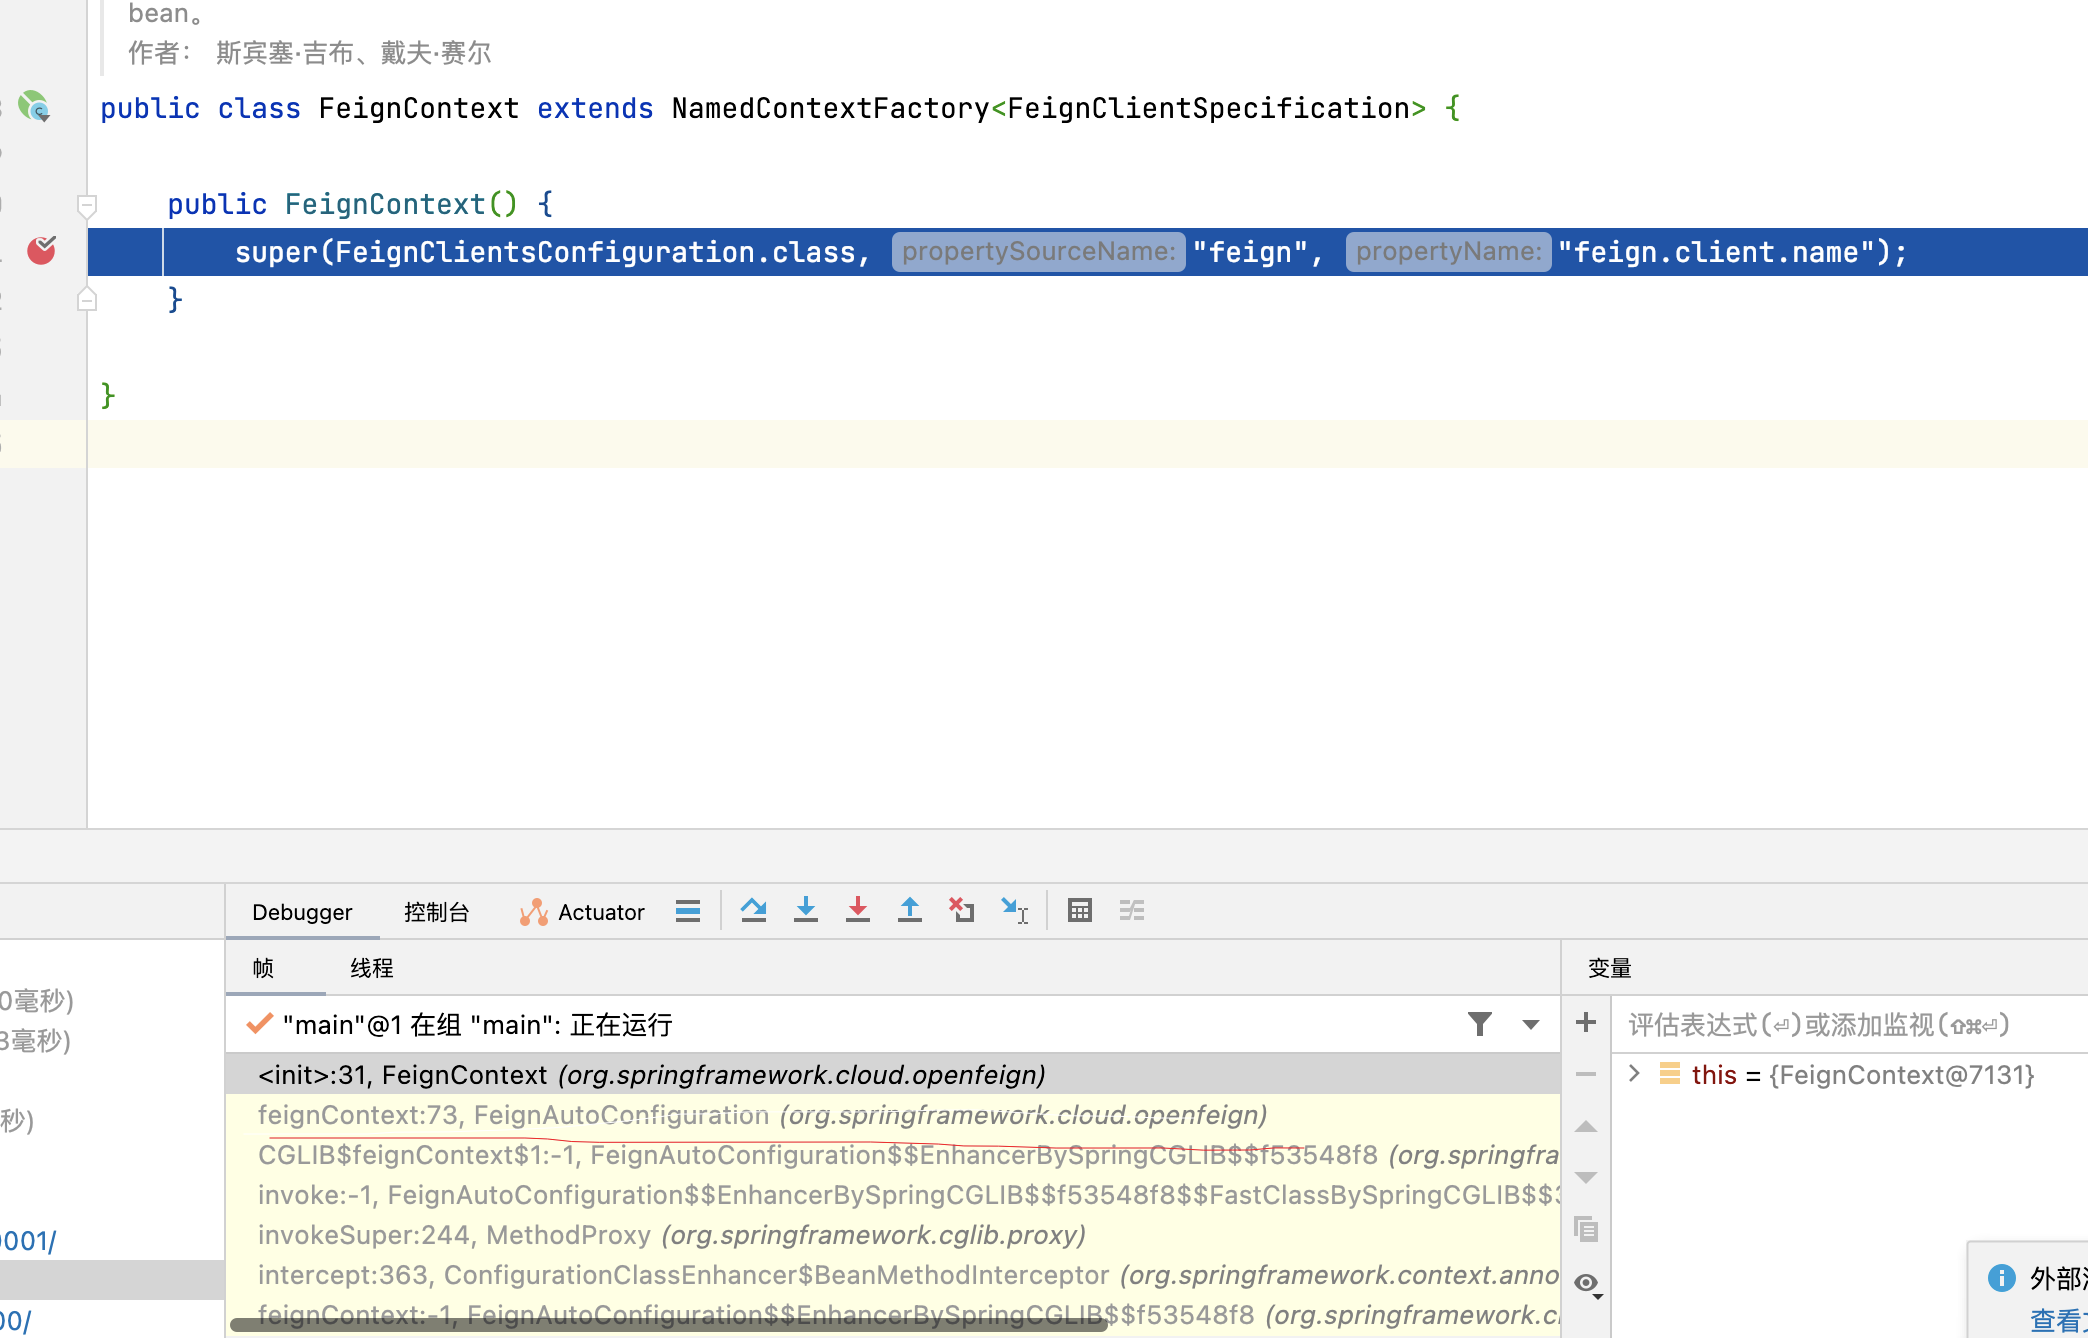 bean。
作者： 斯宾塞·吉布、戴夫·赛尔
public class FeignContext extends NamedContextFactory<FeignClientSpecification> {
public FeignContext() {
super(FeignClientsConfiguration.class, propertySourceName: "feign", propertyName: "feign.client.name");
}
}
Debugger 控制台 Actuator
帧 线程 变量
0毫秒)
"main"@1 在组 "main": 正在运行
评估表达式(⏎)或添加监视(⇧⌘⏎)
3毫秒)
<init>:31, FeignContext (org.springframework.cloud.openfeign)
this = {FeignContext@7131}
feignContext:73, FeignAutoConfiguration (org.springframework.cloud.openfeign)
秒)
CGLIB$feignContext$1:-1, FeignAutoConfiguration$$EnhancerBySpringCGLIB$$f53548f8 (org.springfra
invoke:-1, FeignAutoConfiguration$$EnhancerBySpringCGLIB$$f53548f8$$FastClassBySpringCGLIB$$
invokeSuper:244, MethodProxy (org.springframework.cglib.proxy)
001/
intercept:363, ConfigurationClassEnhancer$BeanMethodInterceptor (org.springframework.context.anno
外部
feignContext:-1, FeignAutoConfiguration$$EnhancerBySpringCGLIB$$f53548f8 (org.springframework.c
00/
查看